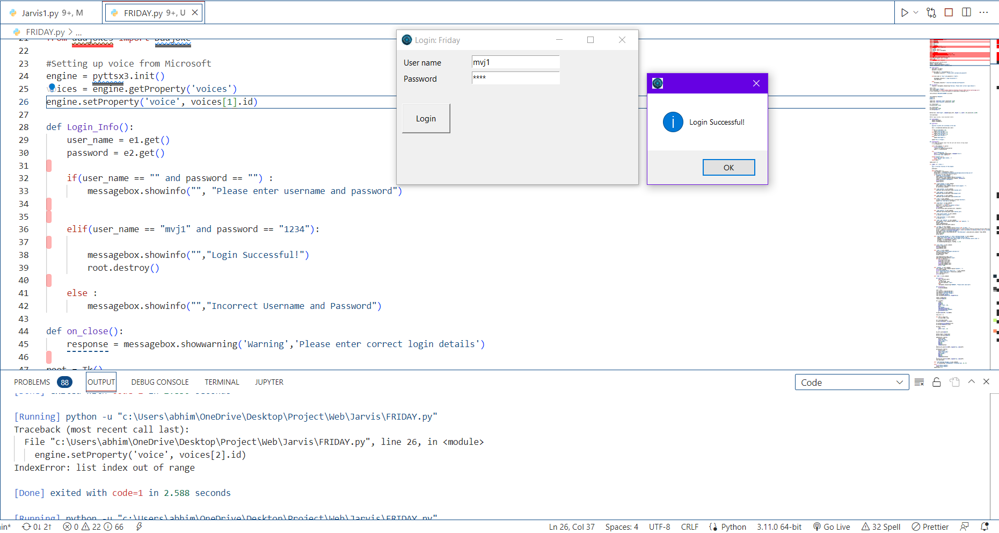 Jarvis1.py 9+, M
FRIDAY.py 9+, U
FRIDAY.py > ...
21 from dadjokes import Dadjoke
22
23 #Setting up voice from Microsoft
24 engine = pyttsx3.init()
25 voices = engine.getProperty('voices')
26 engine.setProperty('voice', voices[1].id)
27
28 def Login_Info():
29 user_name = e1.get()
30 password = e2.get()
31
32 if(user_name == "" and password == "") :
33 messagebox.showinfo("", "Please enter username and password")
34
35
36 elif(user_name == "mvj1" and password == "1234"):
37
38 messagebox.showinfo("","Login Successful!")
39 root.destroy()
40
41 else :
42 messagebox.showinfo("","Incorrect Username and Password")
43
44 def on_close():
45 response = messagebox.showwarning('Warning','Please enter correct login details')
46
47 root = Tk()
Login: Friday
User name mvj1
Password ****
Login
Login Successful!
OK
PROBLEMS 88 OUTPUT DEBUG CONSOLE TERMINAL JUPYTER
Code
[Done] exited with code=1 in seconds
[Running] python -u "c:\Users\abhim\OneDrive\Desktop\Project\Web\Jarvis\FRIDAY.py"
Traceback (most recent call last):
File "c:\Users\abhim\OneDrive\Desktop\Project\Web\Jarvis\FRIDAY.py", line 26, in <module>
engine.setProperty('voice', voices[2].id)
IndexError: list index out of range
[Done] exited with code=1 in 2.588 seconds
[Running] python -u "c:\Users\abhim\OneDrive\Desktop\Project\Web\Jarvis\FRIDAY.py"
in* 0↓ 2↑ 0 22 66
Ln 26, Col 37 Spaces: 4 UTF-8 CRLF Python 3.11.0 64-bit Go Live 32 Spell Prettier